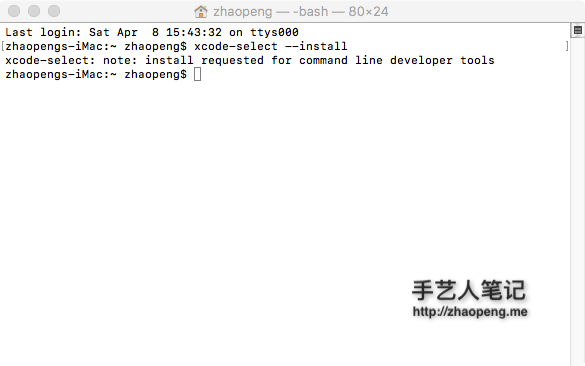 zhaopeng — -bash — 80×24
Last login: Sat Apr  8 15:43:32 on ttys000
[zhaopengs-iMac:~ zhaopeng$ xcode-select --install ]
xcode-select: note: install requested for command line developer tools
zhaopengs-iMac:~ zhaopeng$
手艺人笔记
http://zhaopeng.me